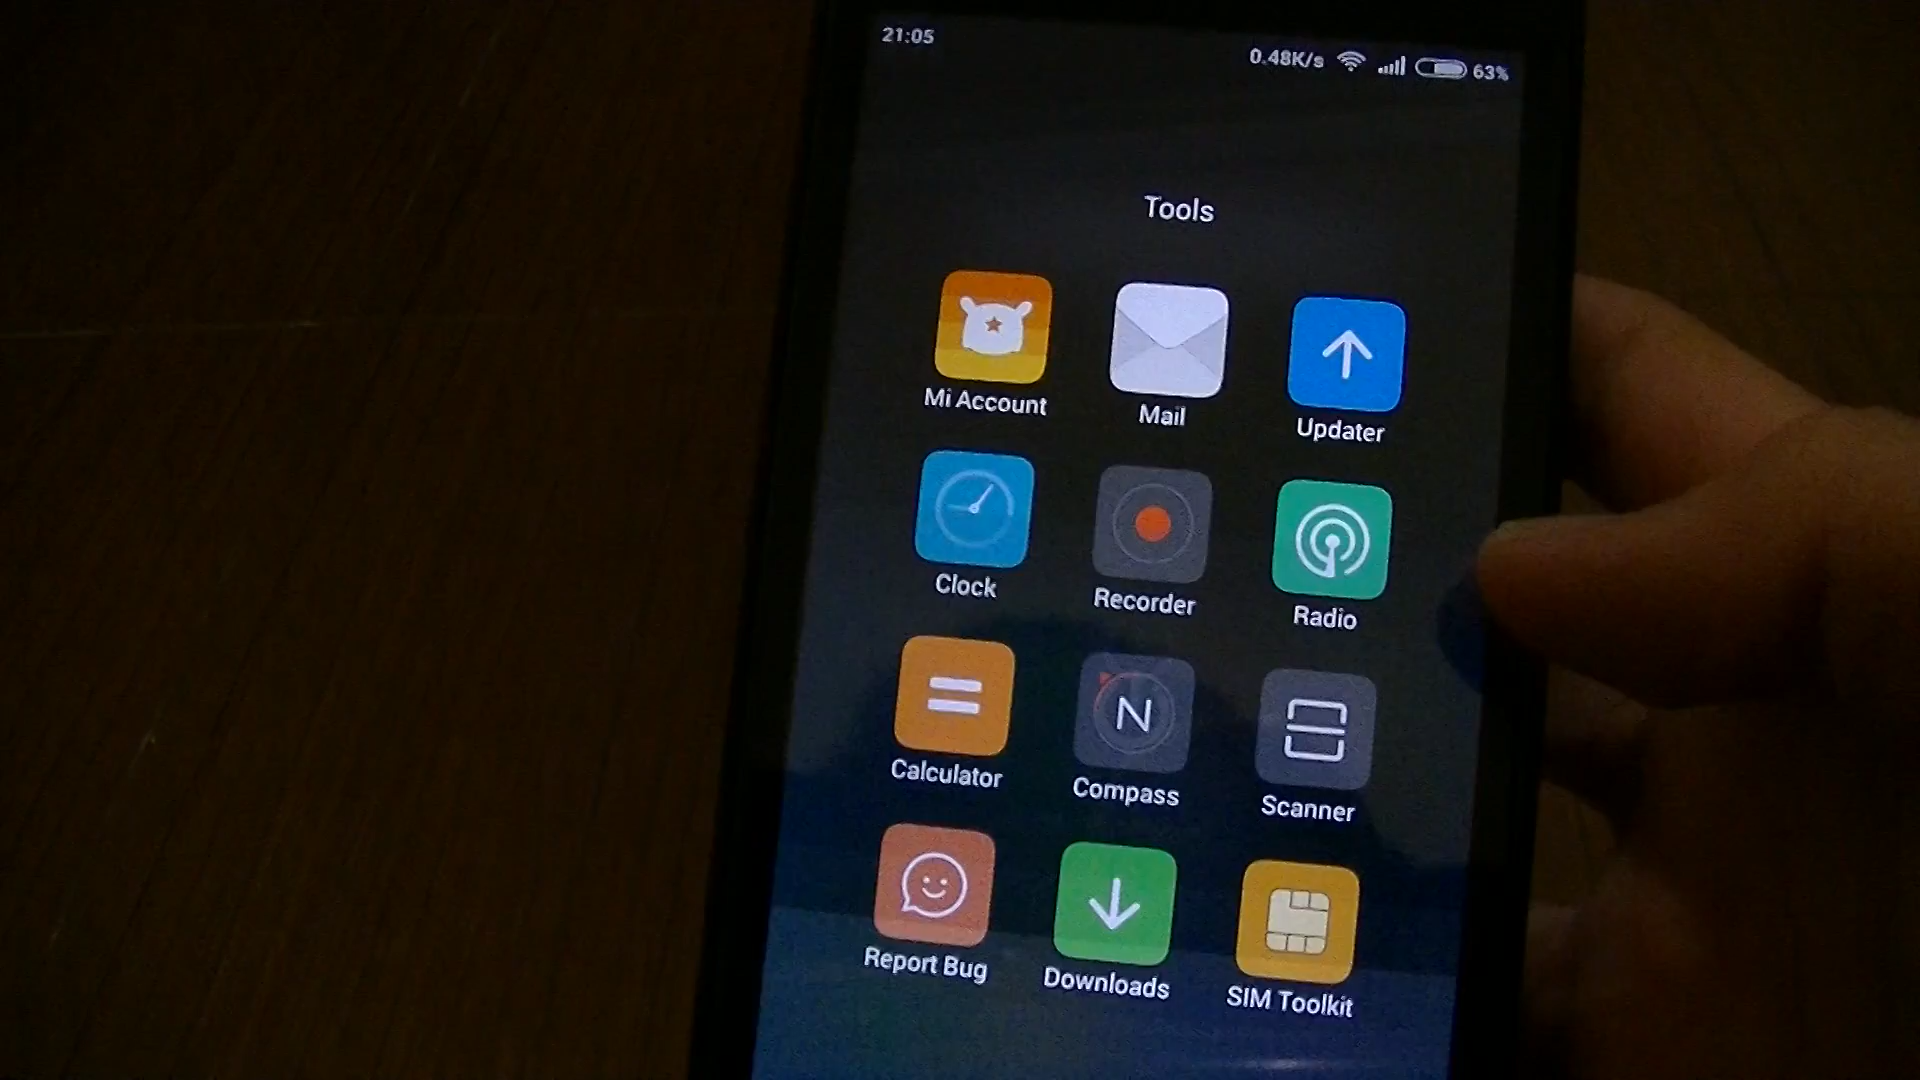 21:05
0.48K/s 63%
Tools
Mi Account Mail Updater
Clock Recorder Radio
Calculator N Compass Scanner
Report Bug Downloads SIM Toolkit